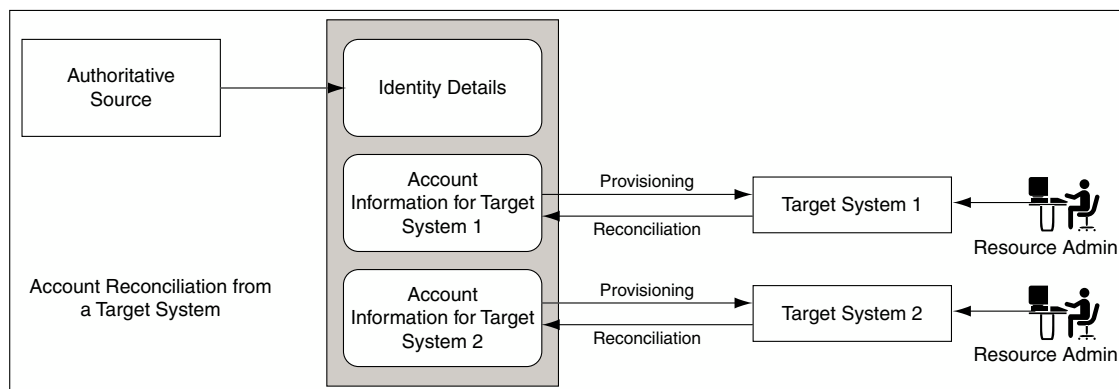 Authoritative
Source
Identity Details
Account
Information for Target
System 1
Provisioning
Reconciliation
Target System 1
Resource Admin
Account Reconciliation from
a Target System
Account
Information for Target
System 2
Provisioning
Reconciliation
Target System 2
Resource Admin